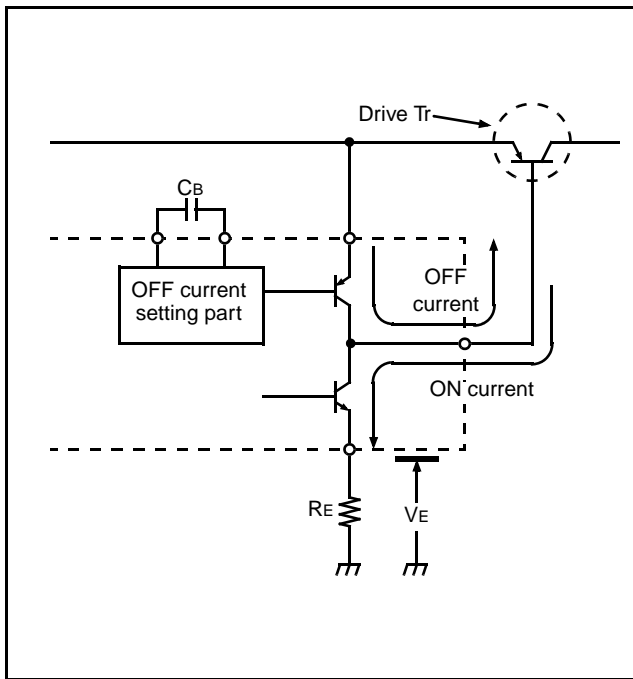 Drive Tr
CB
OFF current
setting part
OFF
current
ON current
RE
VE